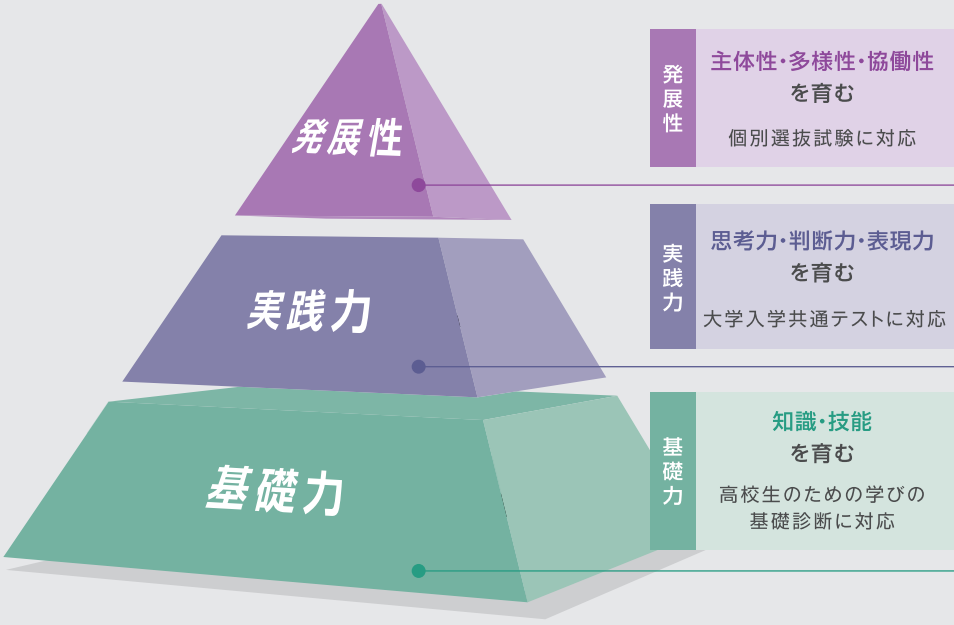 発展性
発展性
主体性・多様性・協働性
を育む
個別選抜試験に対応
実践力
実践力
思考力・判断力・表現力
を育む
大学入学共通テストに対応
基礎力
基礎力
知識・技能
を育む
高校生のための学びの
基礎診断に対応